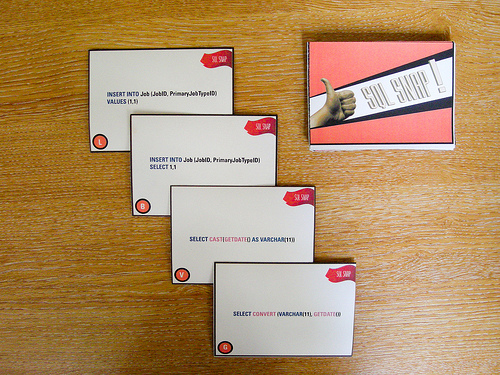 SQL SNAP
INSERT INTO Job (JobID, PrimaryJobTypeID)
VALUES (1,1)
L
SQL SNAP!
SQL SNAP
INSERT INTO Job (JobID, PrimaryJobTypeID)
SELECT 1,1
B
SQL SNAP
SELECT CAST(GETDATE() AS VARCHAR(11))
V
SQL SNAP
SELECT CONVERT (VARCHAR(11), GETDATE())
G